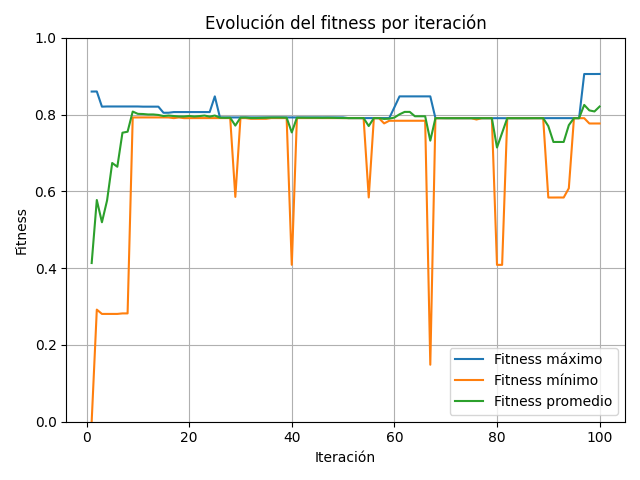 Evolución del fitness por iteración
1.0
0.8
0.6
0.4
0.2
0.0
Fitness
0 20 40 60 80 100
Iteración
Fitness máximo
Fitness mínimo
Fitness promedio